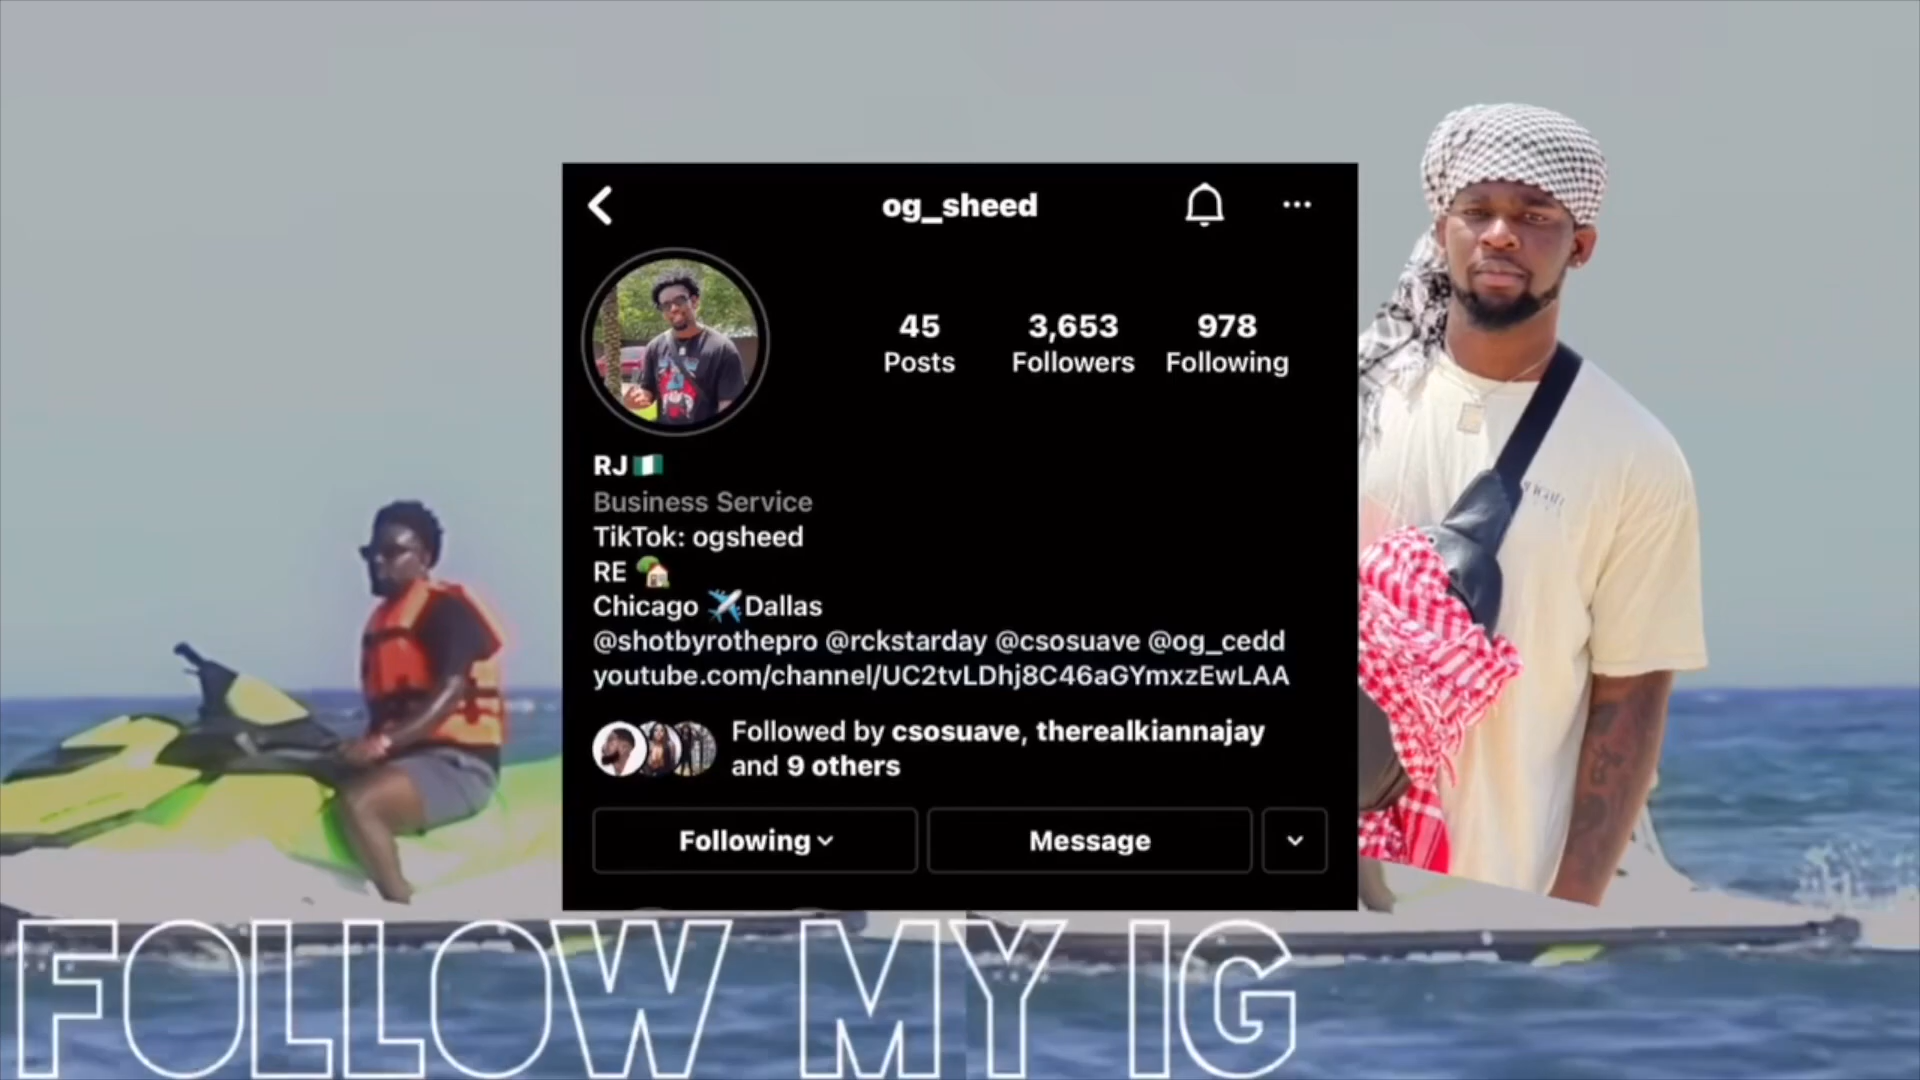 og_sheed
45 3,653 978
Posts Followers Following
RJ🇳🇬
Business Service
TikTok: ogsheed
RE 🏡
Chicago ✈️Dallas
@shotbyrothepro @rckstarday @csosuave @og_cedd
youtube.com/channel/UC2tvLDhj8C46aGYmxzEwLAA
Followed by csosuave, therealkiannajay
and 9 others
Following Message
FOLLOW MY IG